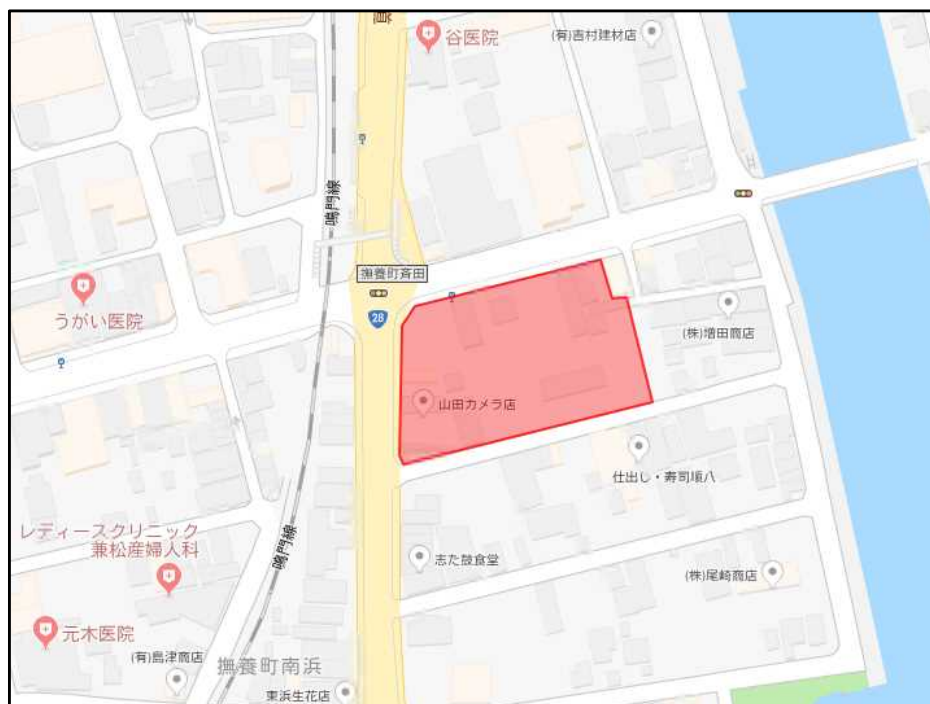 谷医院
(有)吉村建材店
鳴門線
撫養町斉田
28
うがい医院
(株)増田商店
山田カメラ店
仕出し・寿司順八
レディースクリニック
兼松産婦人科
鳴門線
志た鼓食堂
(株)尾崎商店
元木医院
(有)島津商店
撫養町南浜
東浜生花店